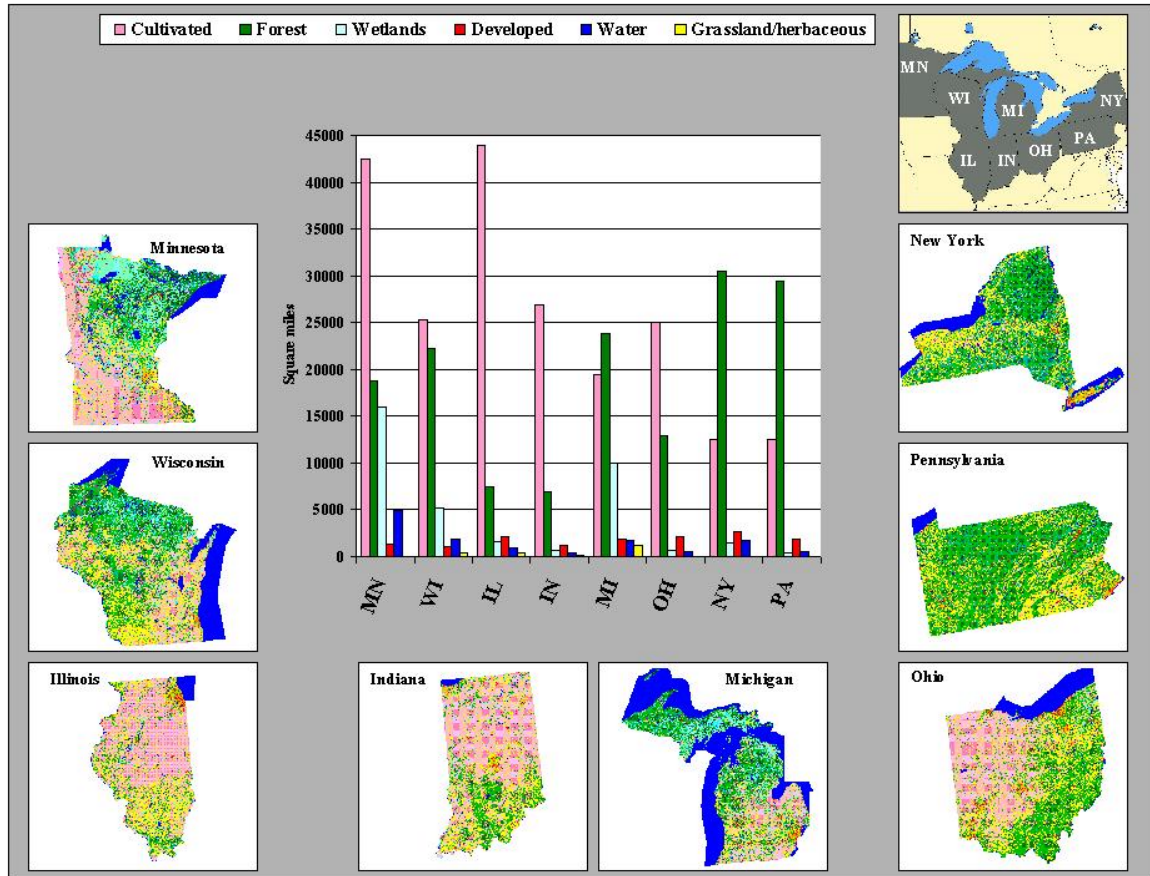 Cultivated Forest Wetlands Developed Water Grassland/herbaceous
MN
WI
MI
NY
PA
OH
IL
IN
45000
40000
35000
30000
25000
20000
15000
10000
5000
0
Square miles
MN WI IL IN MI OH NY PA
Minnesota
Wisconsin
Illinois
Indiana
Michigan
New York
Pennsylvania
Ohio